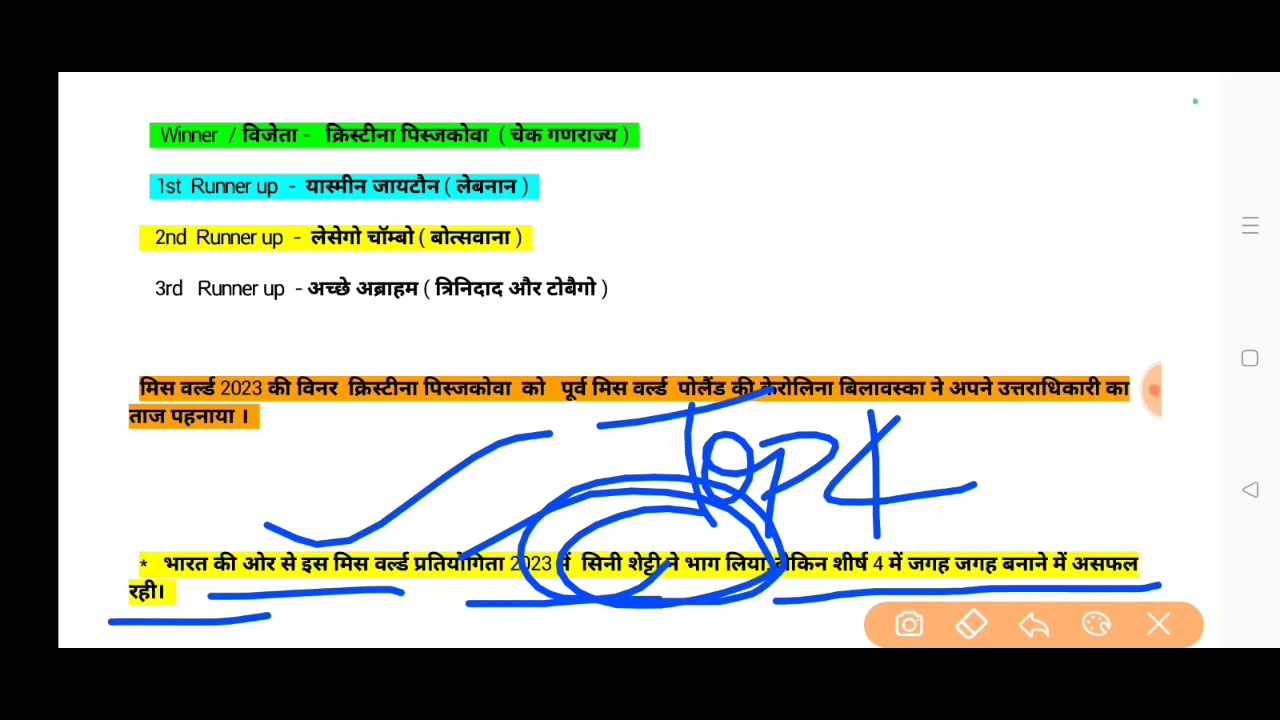 Winner / विजेता - क्रिस्टीना पिस्जकोवा ( चेक गणराज्य )
1st Runner up - यास्मीन जायटौन ( लेबनान )
2nd Runner up - लेसेगो चॉम्बो ( बोत्सवाना )
3rd Runner up - अच्छे अब्राहम ( त्रिनिदाद और टोबैगो )
मिस वर्ल्ड 2023 की विनर क्रिस्टीना पिस्जकोवा को पूर्व मिस वर्ल्ड पोलैंड की केरोलिना बिलावस्का ने अपने उत्तराधिकारी का
ताज पहनाया ।
Top 4
* भारत की ओर से इस मिस वर्ल्ड प्रतियोगिता 2023 में सिनी शेट्टी ने भाग लिया, लेकिन शीर्ष 4 में जगह जगह बनाने में असफल
रही।